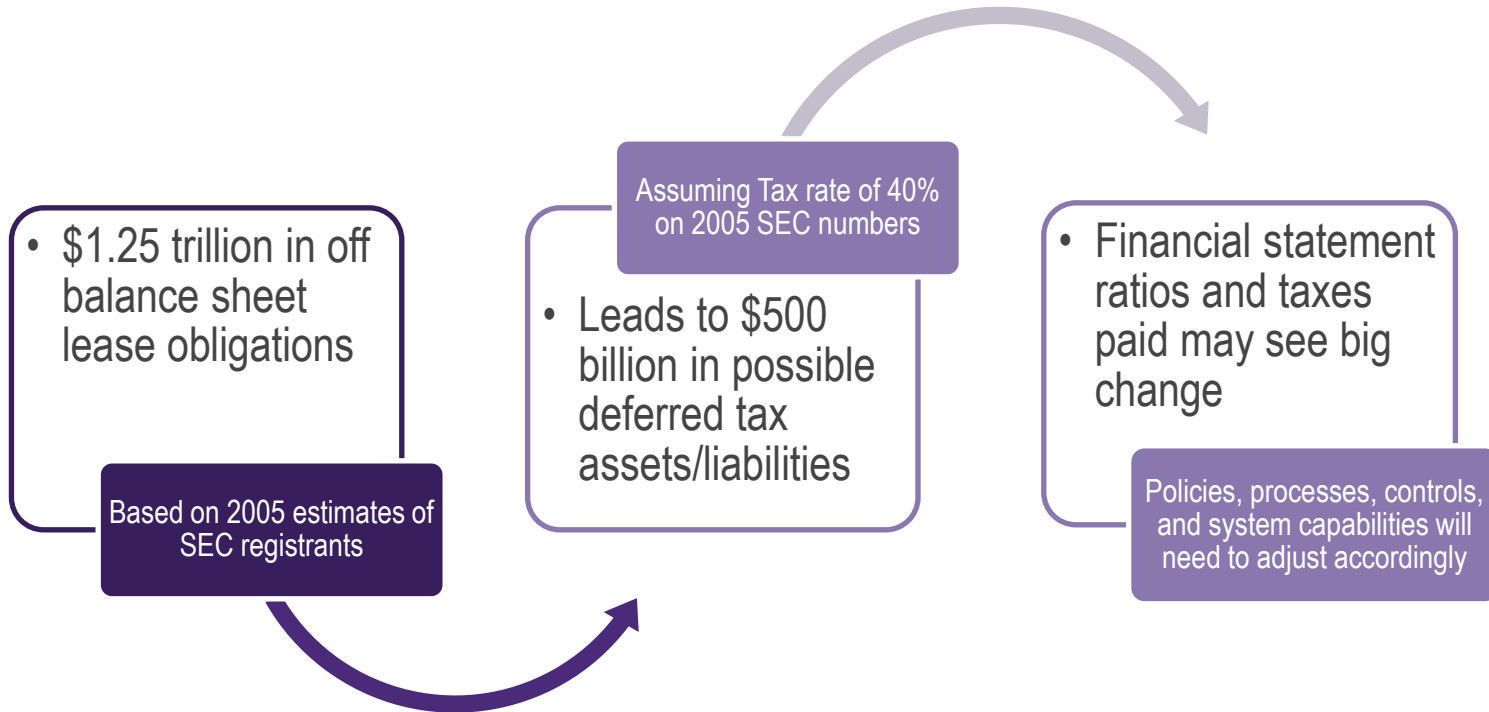 • $1.25 trillion in off
balance sheet
lease obligations
Based on 2005 estimates of
SEC registrants
Assuming Tax rate of 40%
on 2005 SEC numbers
• Leads to $500
billion in possible
deferred tax
assets/liabilities
• Financial statement
ratios and taxes
paid may see big
change
Policies, processes, controls,
and system capabilities will
need to adjust accordingly